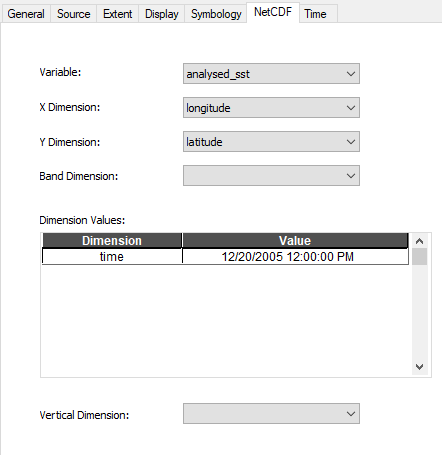 General Source Extent Display Symbology NetCDF Time
Variable: analysed_sst
X Dimension: longitude
Y Dimension: latitude
Band Dimension:
Dimension Values:
Dimension Value
time 12/20/2005 12:00:00 PM
Vertical Dimension: